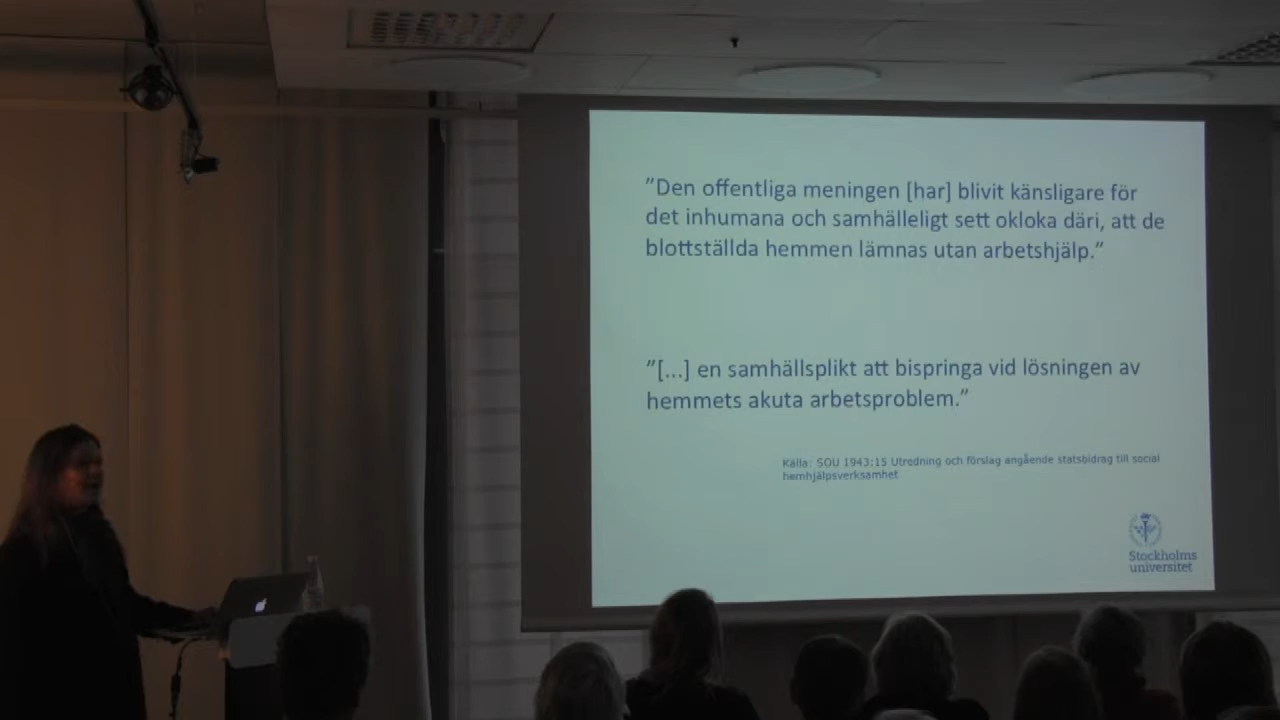 ”Den offentliga meningen [har] blivit känsligare för
det inhumana och samhälleligt sett okloka däri, att de
blottställda hemmen lämnas utan arbetshjälp.”
”[...] en samhällsplikt att bispringa vid lösningen av
hemmets akuta arbetsproblem.”
Källa: SOU 1943:15 Utredning och förslag angående statsbidrag till social
hemhjälpsverksamhet
Stockholms
universitet